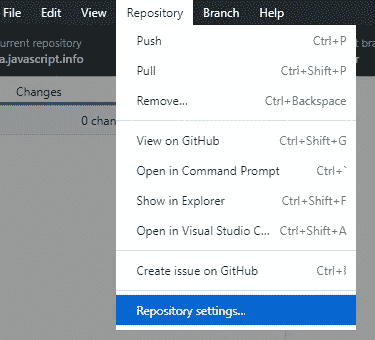 File Edit View Repository Branch Help
urrent repository
a.javascript.info
Changes
0 chan
Push Ctrl+P
Pull Ctrl+Shift+P
Remove... Ctrl+Backspace
View on GitHub Ctrl+Shift+G
Open in Command Prompt Ctrl+`
Show in Explorer Ctrl+Shift+F
Open in Visual Studio C... Ctrl+Shift+A
Create issue on GitHub Ctrl+I
Repository settings...